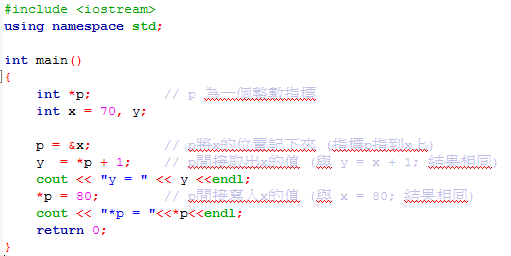 #include <iostream>
using namespace std;
int main()
{
int *p; // p 為一個整數指標
int x = 70, y;
p = &x; // p將x的位置記下來 (指標p指到x上)
y = *p + 1; // p間接取出x的值 (與 y = x + 1; 結果相同)
cout << "y = " << y <<endl;
*p = 80; // p間接寫入x的值 (與 x = 80; 結果相同)
cout << "*p = "<<*p<<endl;
return 0;
}